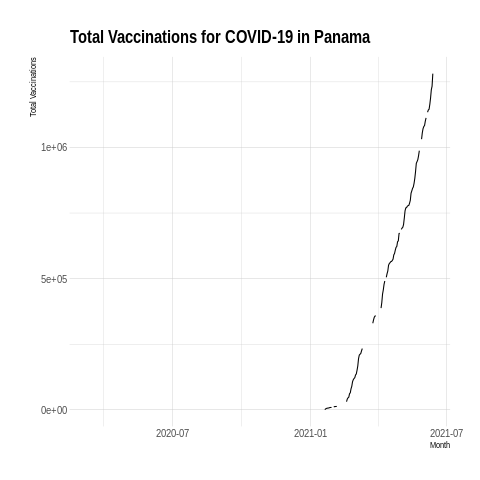 Total Vaccinations for COVID-19 in Panama
Total Vaccinations
1e+06
5e+05
0e+00
2020-07
2021-01
2021-07
Month